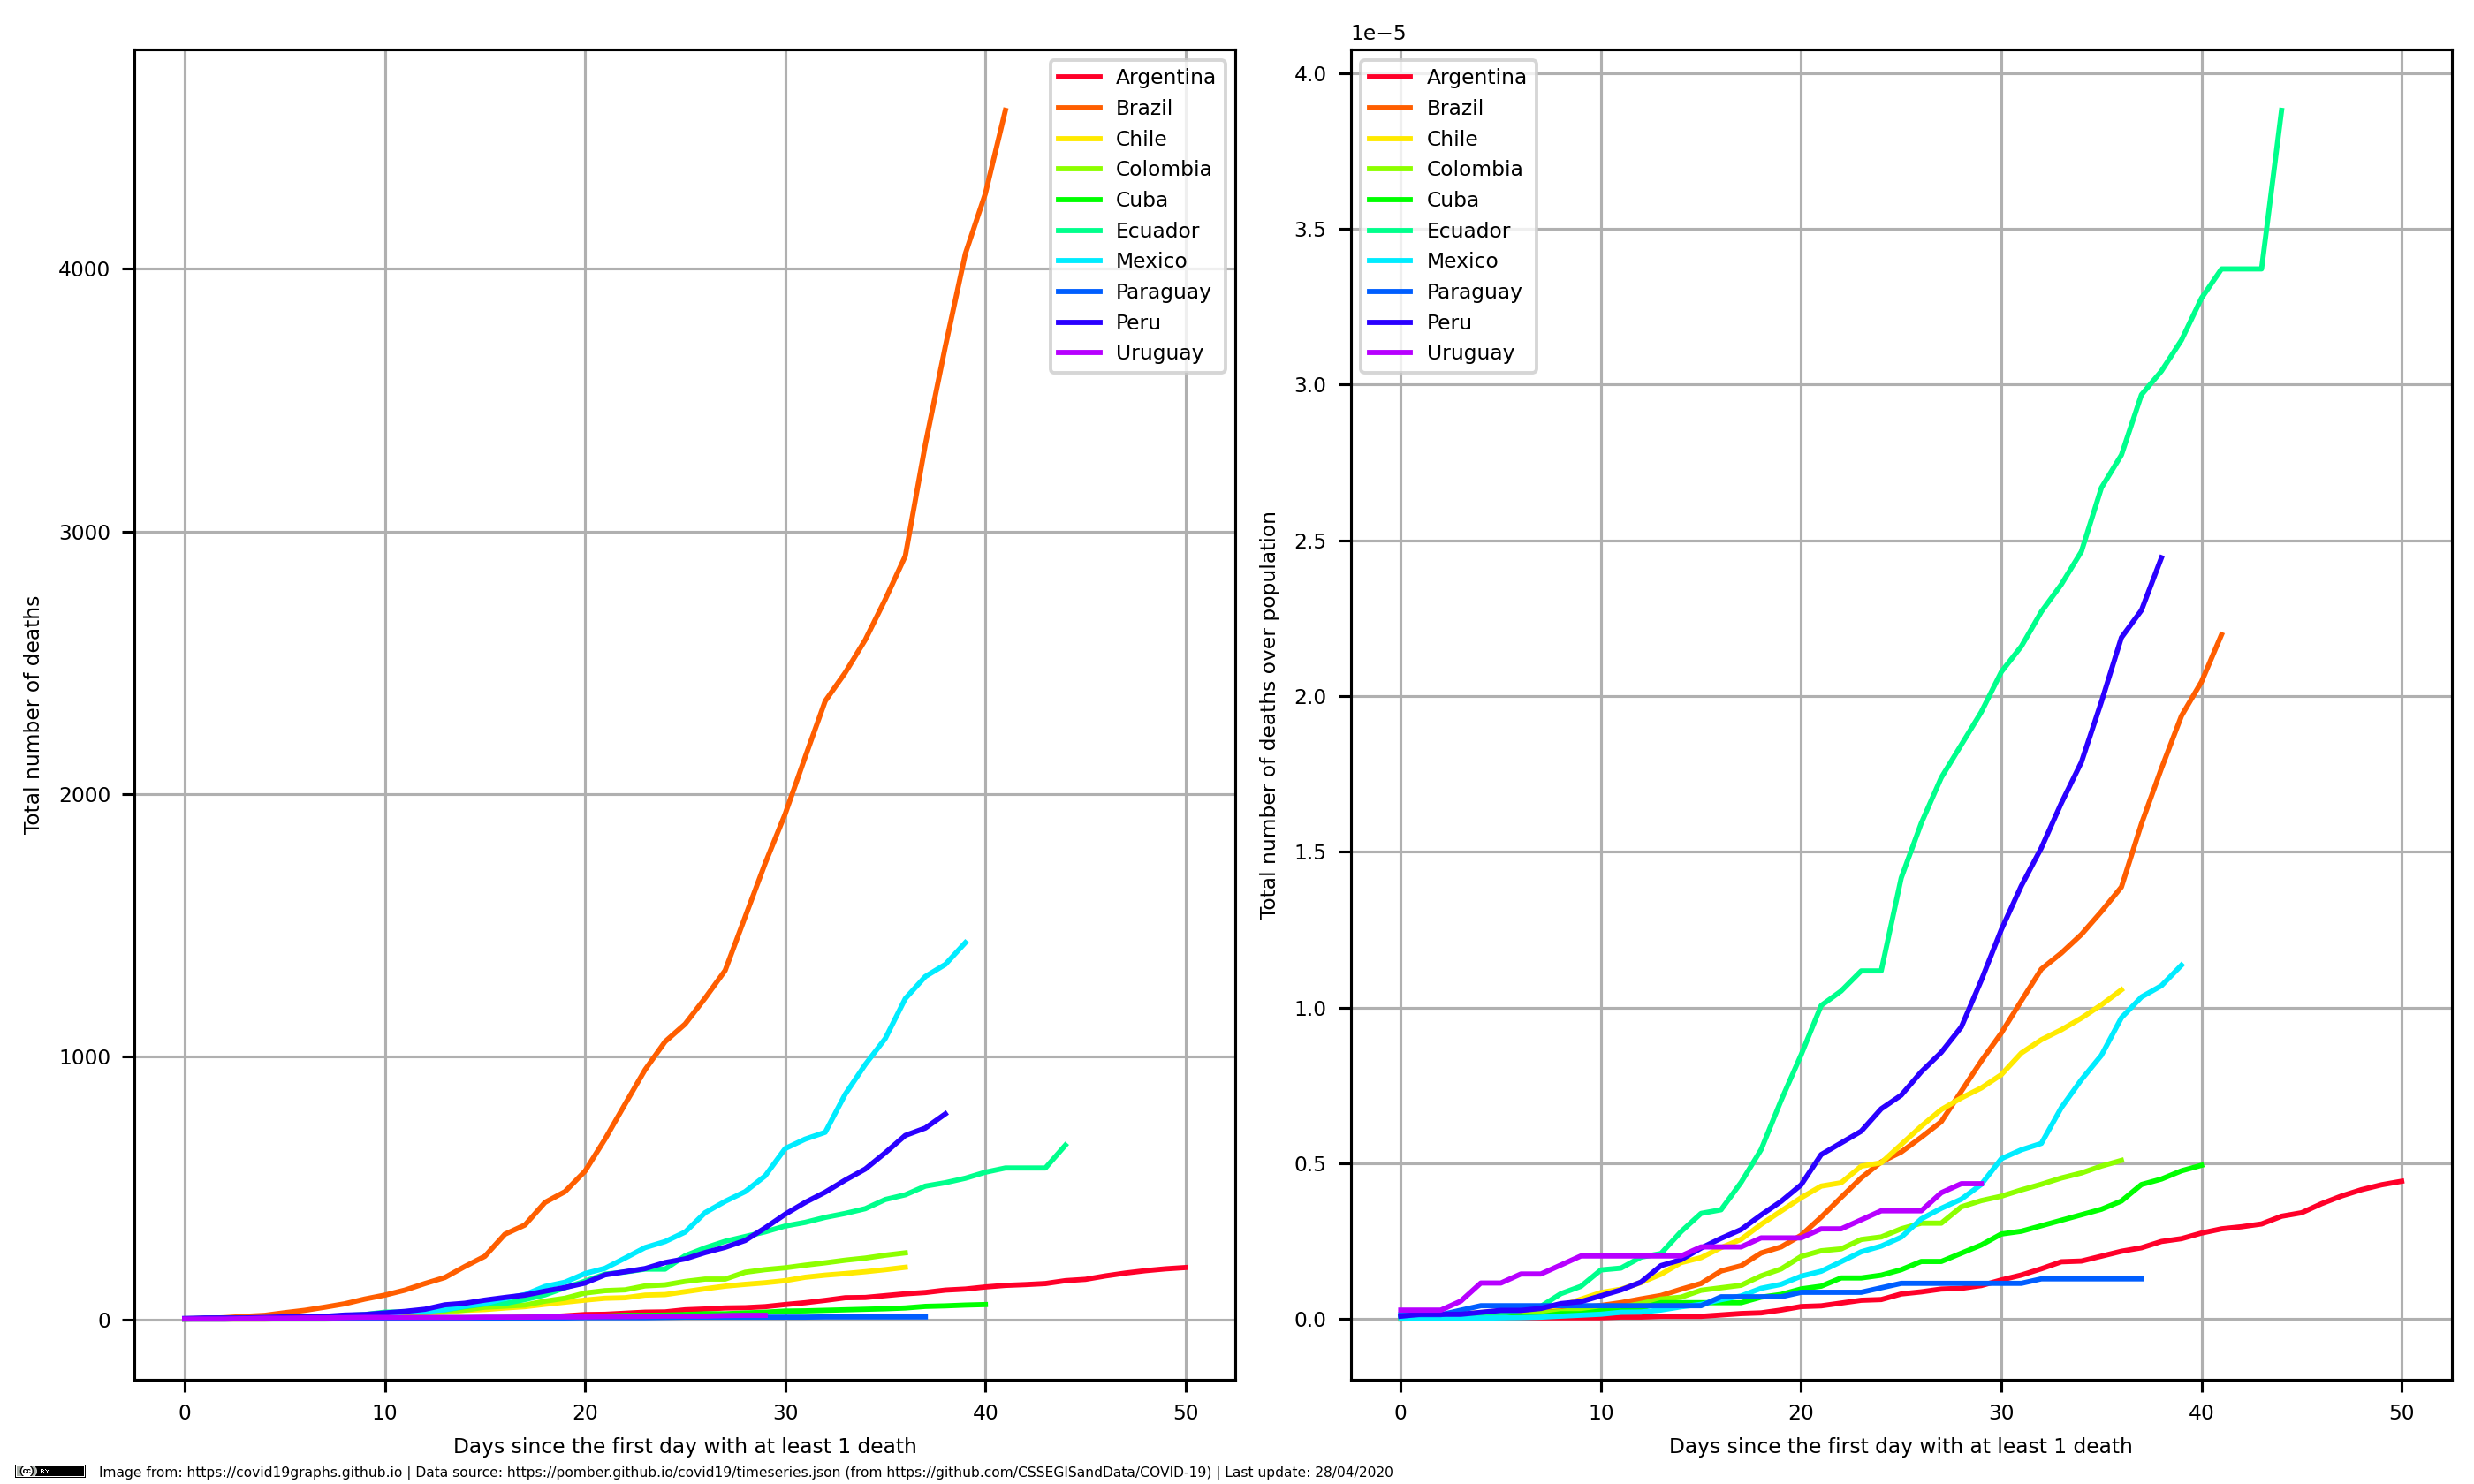 Total number of deaths
4000
3000
2000
1000
0
0 10 20 30 40 50
Days since the first day with at least 1 death
Argentina
Brazil
Chile
Colombia
Cuba
Ecuador
Mexico
Paraguay
Peru
Uruguay
1e−5
Total number of deaths over population
4.0
3.5
3.0
2.5
2.0
1.5
1.0
0.5
0.0
0 10 20 30 40 50
Days since the first day with at least 1 death
Argentina
Brazil
Chile
Colombia
Cuba
Ecuador
Mexico
Paraguay
Peru
Uruguay
cc BY Image from: https://covid19graphs.github.io | Data source: https://pomber.github.io/covid19/timeseries.json (from https://github.com/CSSEGISandData/COVID-19) | Last update: 28/04/2020